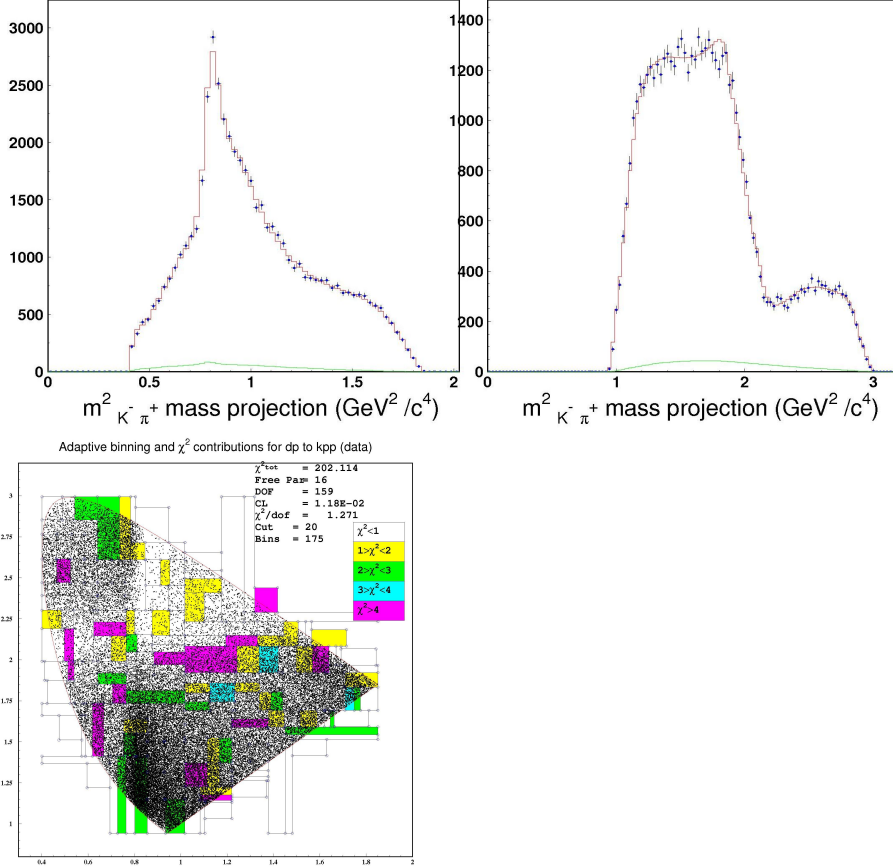 3000
2500
2000
1500
1000
500
0
0 0.5 1 1.5 2
m² K⁻ π⁺ mass projection (GeV² /c⁴)
1400
1200
1000
800
600
400
200
0
0 1 2 3
m² K⁻ π⁺ mass projection (GeV² /c⁴)
Adaptive binning and χ² contributions for dp to kpp (data)
χ²tot = 202.114
Free Par= 16
DOF = 159
CL = 1.18E-02
χ²/dof = 1.271
Cut = 20
Bins = 175
χ²<1
1>χ²<2
2>χ²<3
3>χ²<4
χ²>4
3
2.75
2.5
2.25
2
1.75
1.5
1.25
1
0.4 0.6 0.8 1 1.2 1.4 1.6 1.8 2